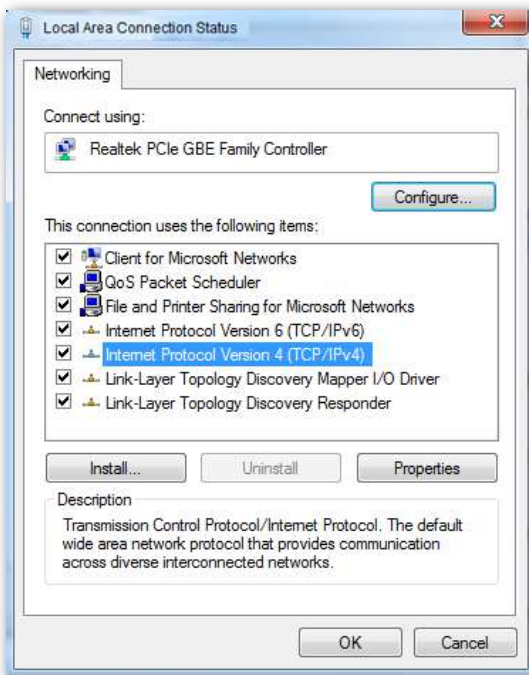 Local Area Connection Status
Networking
Connect using:
Realtek PCIe GBE Family Controller
Configure...
This connection uses the following items:
Client for Microsoft Networks
QoS Packet Scheduler
File and Printer Sharing for Microsoft Networks
Internet Protocol Version 6 (TCP/IPv6)
Internet Protocol Version 4 (TCP/IPv4)
Link-Layer Topology Discovery Mapper I/O Driver
Link-Layer Topology Discovery Responder
Install... Uninstall Properties
Description
Transmission Control Protocol/Internet Protocol. The default
wide area network protocol that provides communication
across diverse interconnected networks.
OK Cancel